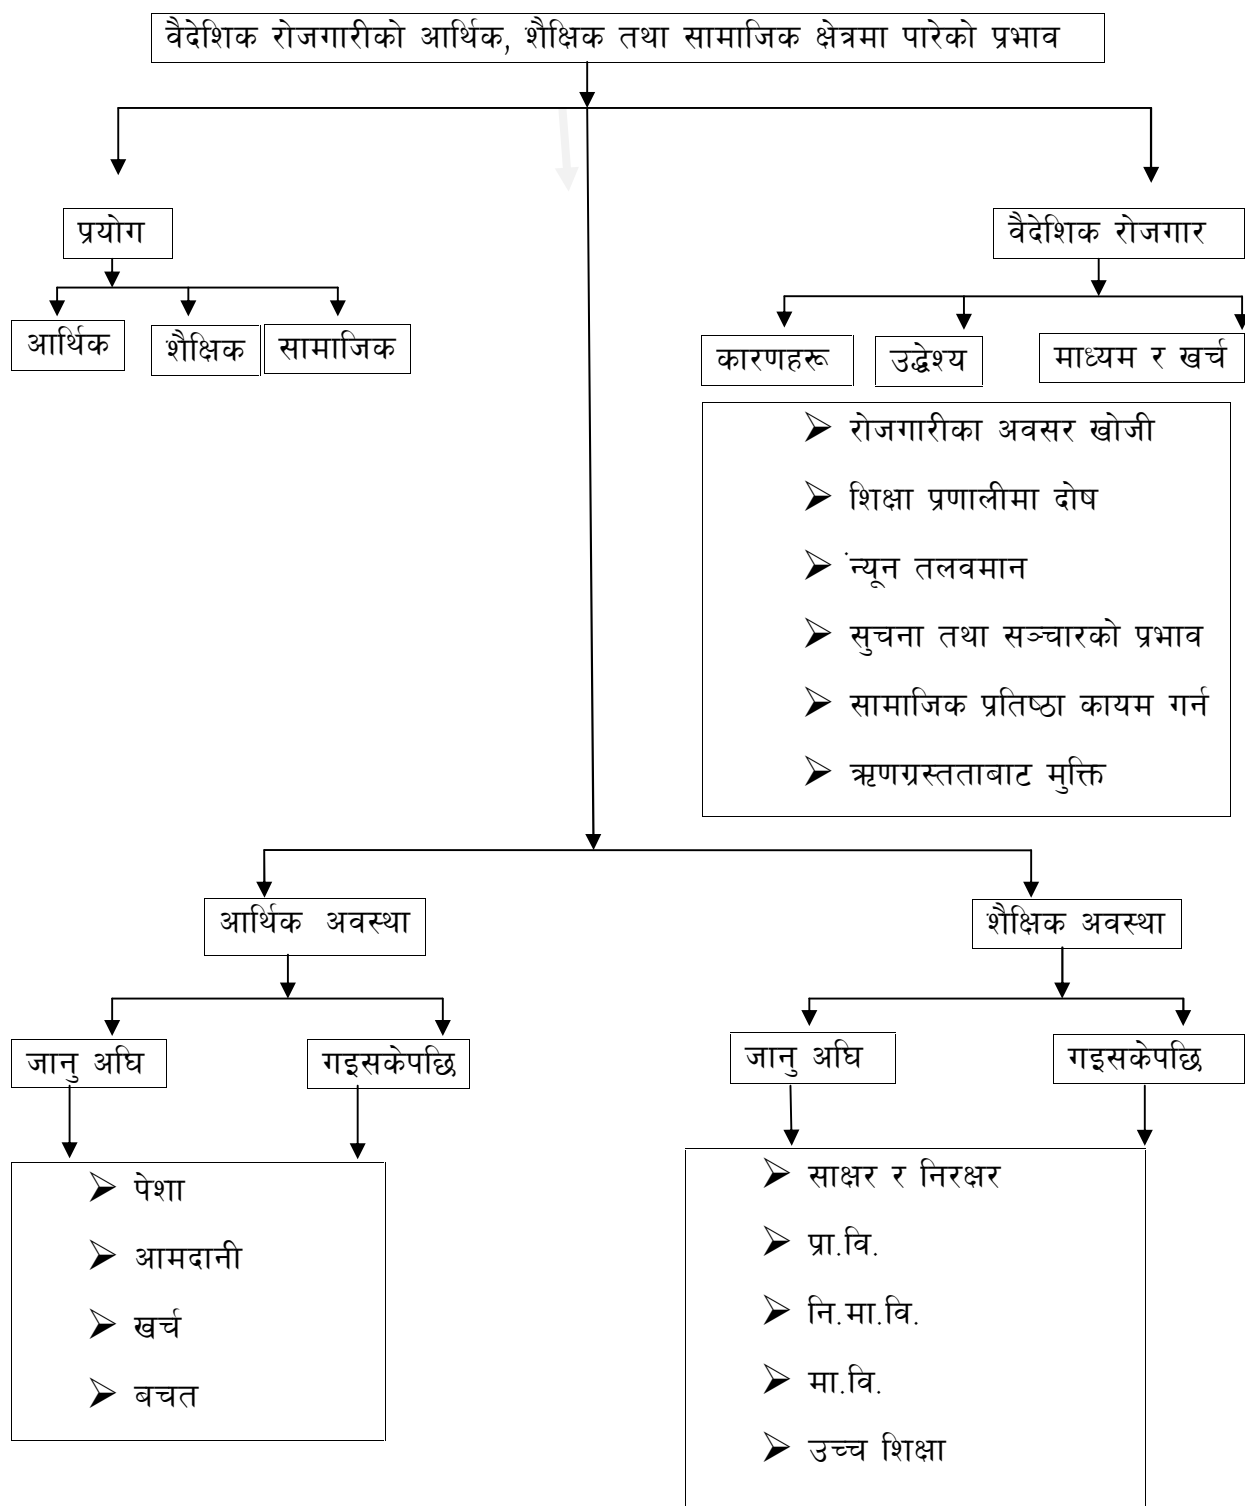 वैदेशिक रोजगारीको आर्थिक, शैक्षिक तथा सामाजिक क्षेत्रमा पारेको प्रभाव
प्रयोग
वैदेशिक रोजगार
आर्थिक
शैक्षिक
सामाजिक
कारणहरू
उद्धेश्य
माध्यम र खर्च
➢ रोजगारीका अवसर खोजी
➢ शिक्षा प्रणालीमा दोष
➢ ंन्यून तलवमान
➢ सुचना तथा सञ्चारको प्रभाव
➢ सामाजिक प्रतिष्ठा कायम गर्न
➢ ऋणग्रस्तताबाट मुक्ति
आर्थिक अवस्था
शैक्षिक अवस्था
जानु अघि
गइसकेपछि
जानु अघि
गइसकेपछि
➢ पेशा
➢ आमदानी
➢ खर्च
➢ बचत
➢ साक्षर र निरक्षर
➢ प्रा.वि.
➢ नि.मा.वि.
➢ मा.वि.
➢ उच्च शिक्षा